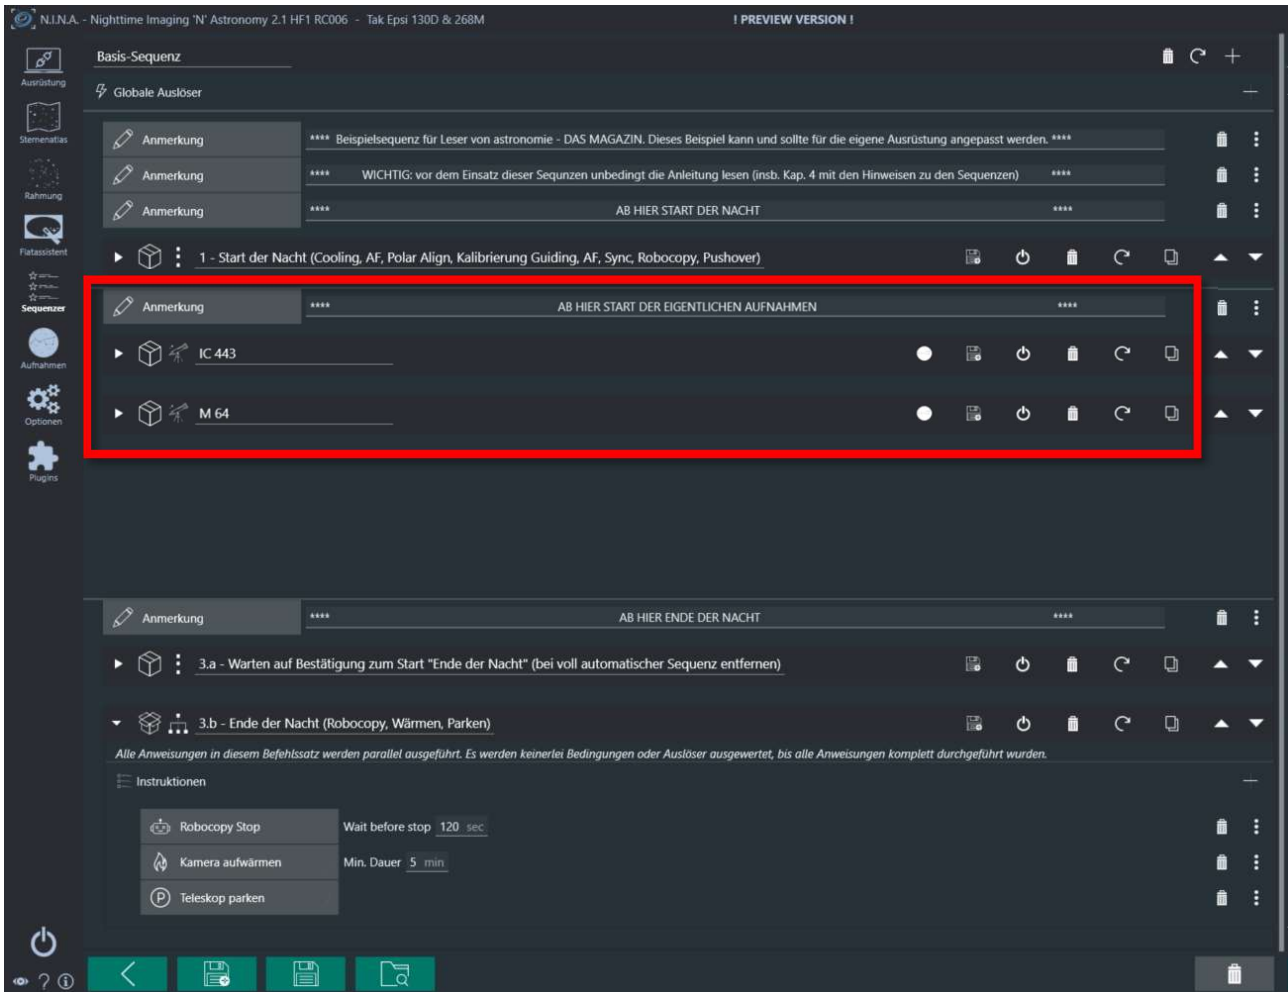 N.I.N.A. - Nighttime Imaging 'N' Astronomy 2.1 HF1 RC006 - Tak Epsi 130D & 268M ! PREVIEW VERSION !
Ausrüstung
Sternenatlas
Rahmung
Flatassistent
Sequenzer
Aufnahmen
Optionen
Plugins
Basis-Sequenz
Globale Auslöser
Anmerkung **** Beispielsequenz für Leser von astronomie - DAS MAGAZIN. Dieses Beispiel kann und sollte für die eigene Ausrüstung angepasst werden. ****
Anmerkung **** WICHTIG: vor dem Einsatz dieser Sequnzen unbedingt die Anleitung lesen (insb. Kap. 4 mit den Hinweisen zu den Sequenzen) ****
Anmerkung **** AB HIER START DER NACHT ****
1 - Start der Nacht (Cooling, AF, Polar Align, Kalibrierung Guiding, AF, Sync, Robocopy, Pushover)
Anmerkung **** AB HIER START DER EIGENTLICHEN AUFNAHMEN ****
IC 443
M 64
Anmerkung **** AB HIER ENDE DER NACHT ****
3.a - Warten auf Bestätigung zum Start "Ende der Nacht" (bei voll automatischer Sequenz entfernen)
3.b - Ende der Nacht (Robocopy, Wärmen, Parken)
Alle Anweisungen in diesem Befehlssatz werden parallel ausgeführt. Es werden keinerlei Bedingungen oder Auslöser ausgewertet, bis alle Anweisungen komplett durchgeführt wurden.
Instruktionen
Robocopy Stop Wait before stop 120 sec
Kamera aufwärmen Min. Dauer 5 min
P Teleskop parken